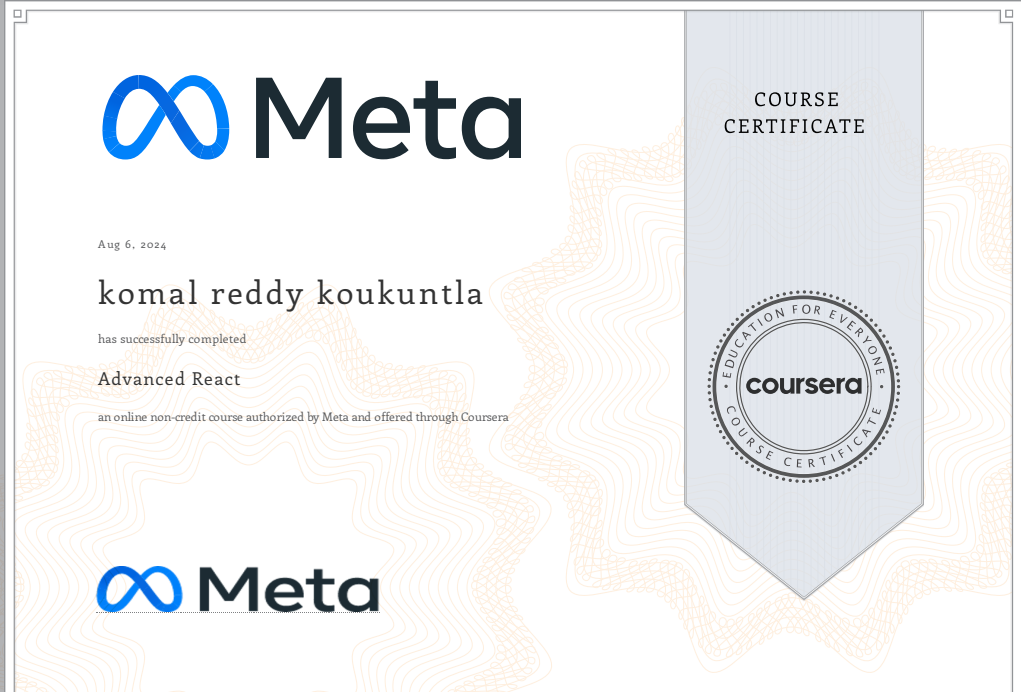 Meta
COURSE
CERTIFICATE
Aug 6, 2024
komal reddy koukuntla
has successfully completed
Advanced React
an online non-credit course authorized by Meta and offered through Coursera
EDUCATION FOR EVERYONE
coursera
COURSE CERTIFICATE
Meta